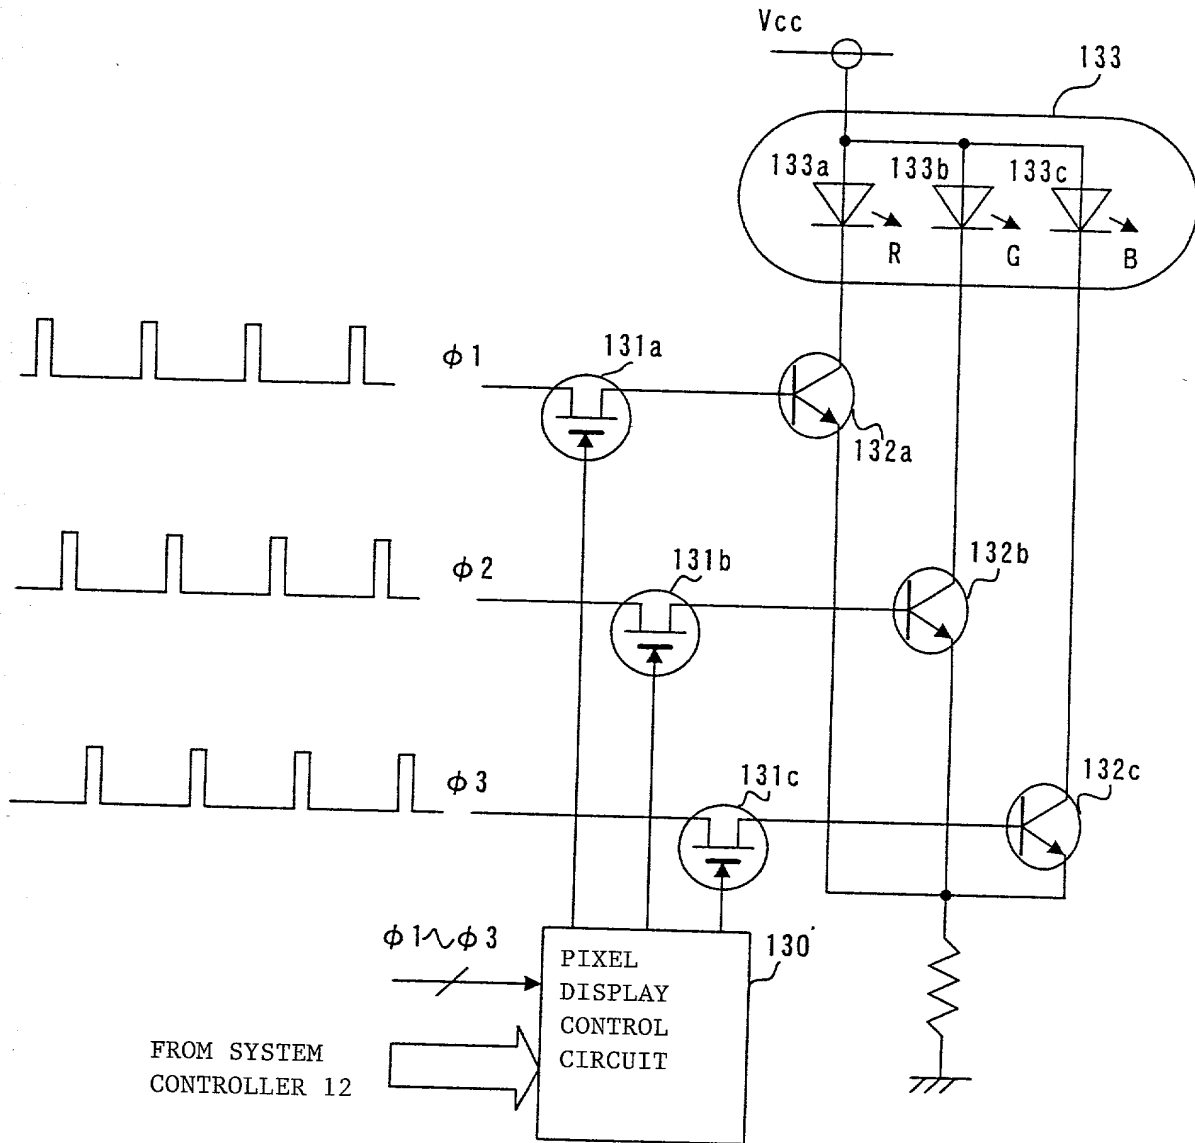 Vcc
133
133a
133b
133c
R
G
B
ϕ1
131a
132a
ϕ2
131b
132b
ϕ3
131c
132c
ϕ1~ϕ3
130
PIXEL
DISPLAY
CONTROL
CIRCUIT
FROM SYSTEM
CONTROLLER 12